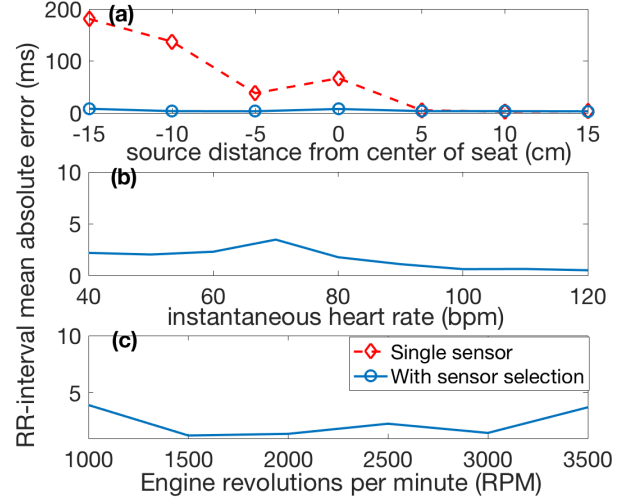 RR-interval mean absolute error (ms)
(a)
200
100
0
-15 -10 -5 0 5 10 15
source distance from center of seat (cm)
(b)
10
5
0
40 60 80 100 120
instantaneous heart rate (bpm)
(c)
10
5
Single sensor
With sensor selection
1000 1500 2000 2500 3000 3500
Engine revolutions per minute (RPM)